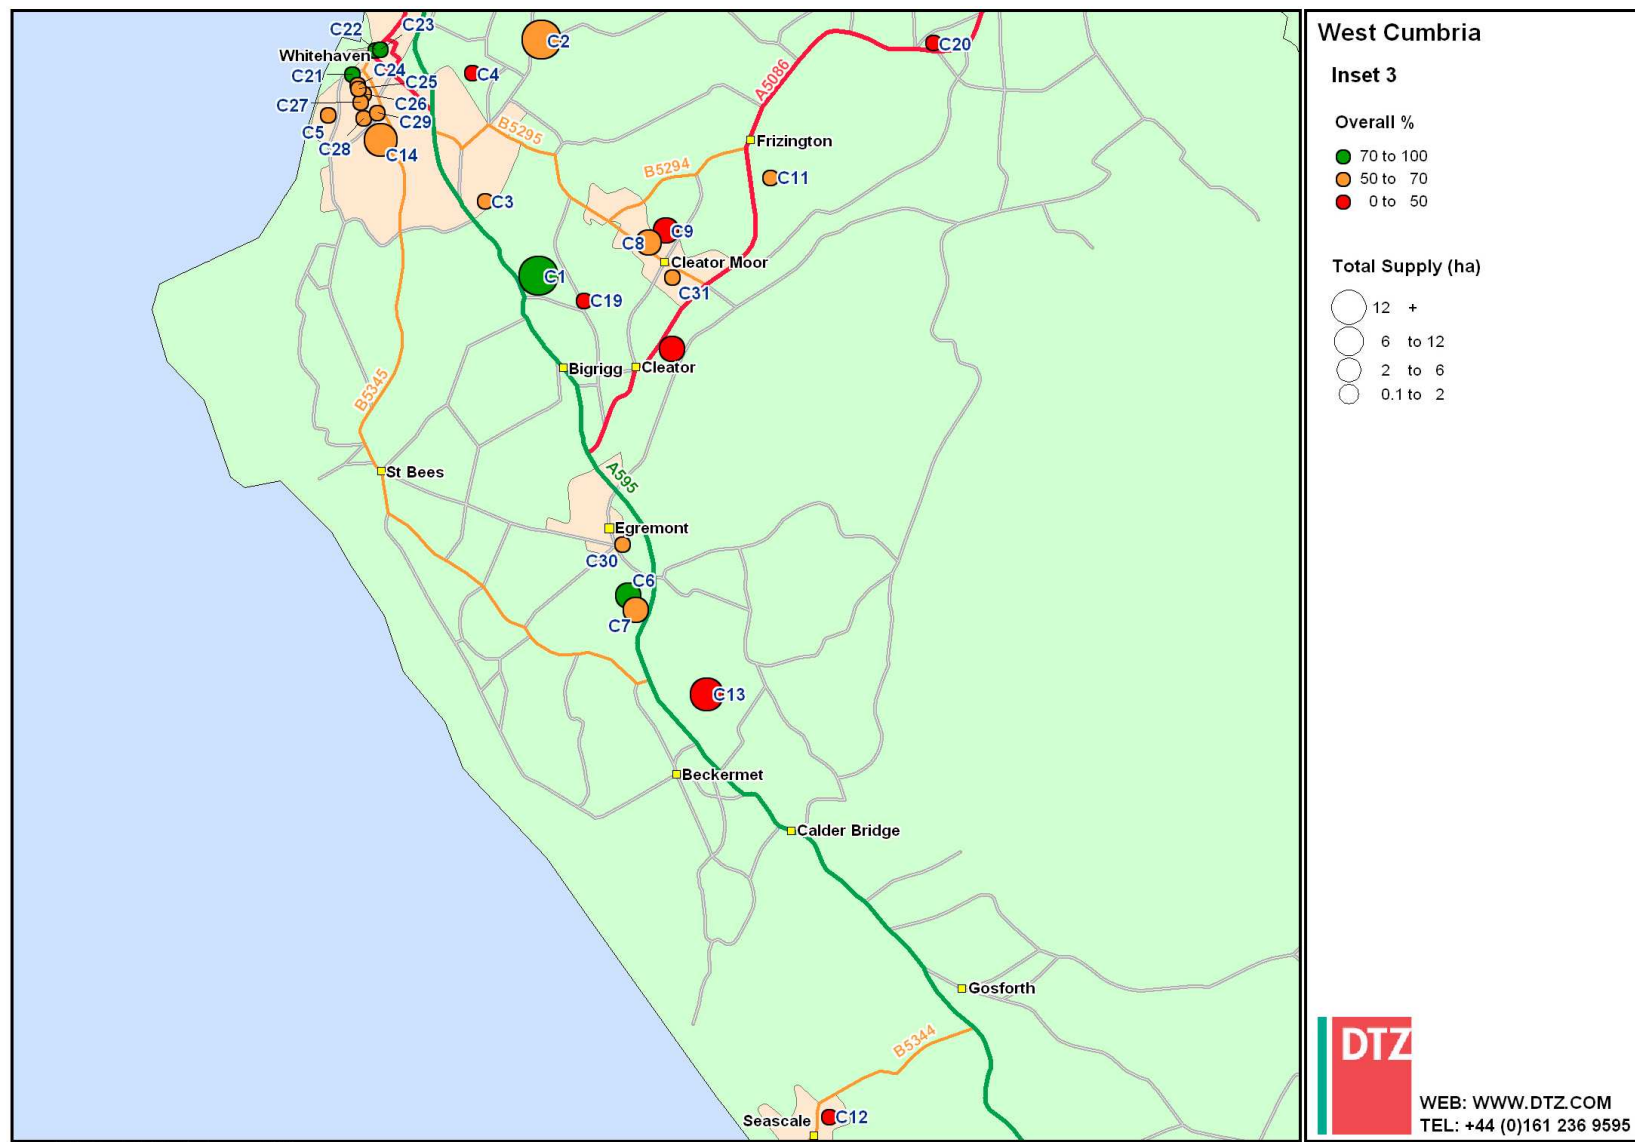 C22
C23
Whitehaven
C21
C24
C25
C27
C26
C5
C29
C28
C14
C2
C4
A5086
C20
B5295
Frizington
B5294
C11
C3
C9
C8
Cleator Moor
C1
C31
C19
Bigrigg
Cleator
B5345
St Bees
A595
Egremont
C30
C6
C7
C13
Beckermet
Calder Bridge
Gosforth
B5344
Seascale
C12
West Cumbria
Inset 3
Overall %
70 to 100
50 to 70
0 to 50
Total Supply (ha)
12 +
6 to 12
2 to 6
0.1 to 2
DTZ
WEB: WWW.DTZ.COM
TEL: +44 (0)161 236 9595